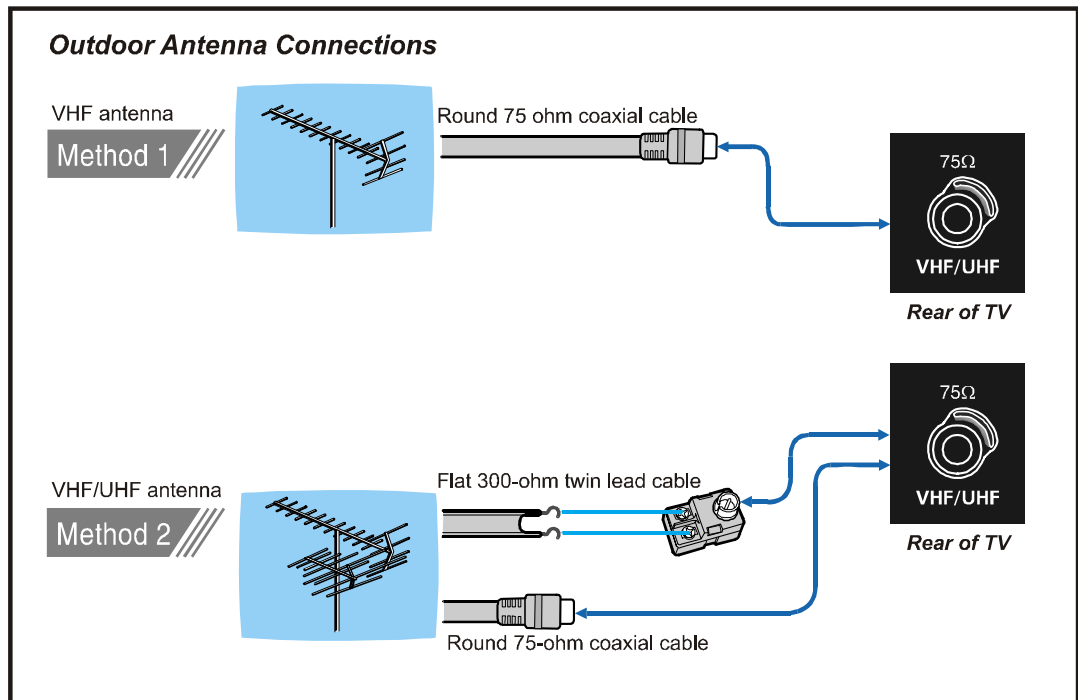 Outdoor Antenna Connections
VHF antenna
Method 1
Round 75 ohm coaxial cable
75Ω
VHF/UHF
Rear of TV
VHF/UHF antenna
Method 2
Flat 300-ohm twin lead cable
75Ω
VHF/UHF
Rear of TV
Round 75-ohm coaxial cable